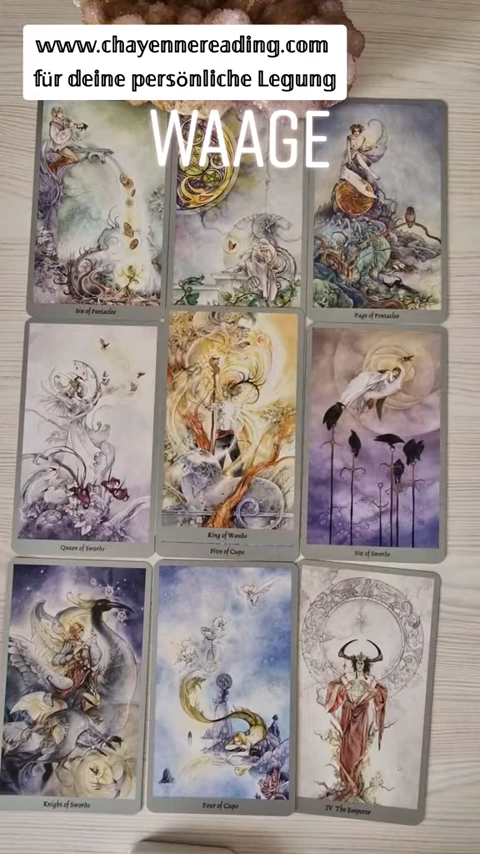 www.chayennereading.com
für deine persönliche Legung
WAAGE
Six of Pentacles
Page of Pentacles
Queen of Swords
King of Wands
Five of Cups
Six of Swords
Knight of Swords
Four of Cups
IV The Emperor